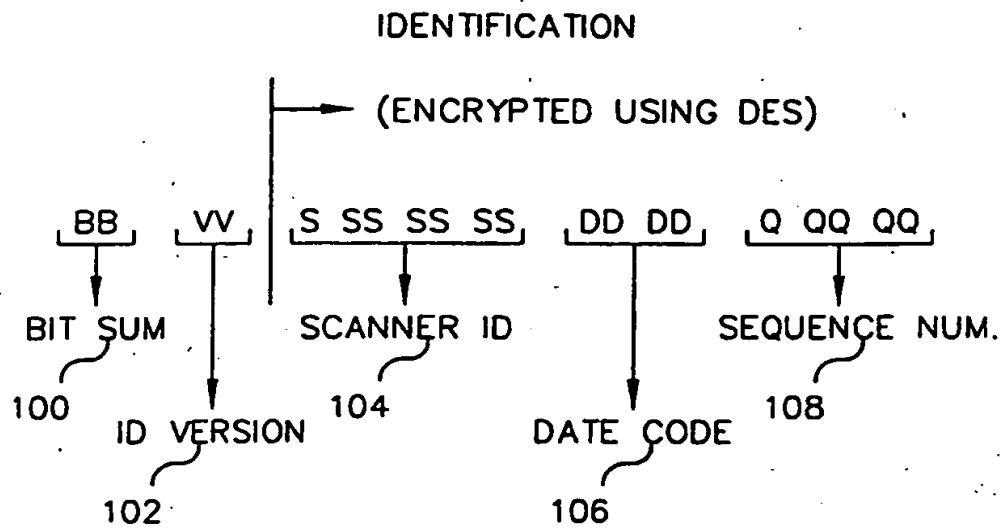 IDENTIFICATION
(ENCRYPTED USING DES)
BB VV S SS SS SS DD DD Q QQ QQ
BIT SUM SCANNER ID SEQUENCE NUM.
100 104 108
ID VERSION DATE CODE
102 106